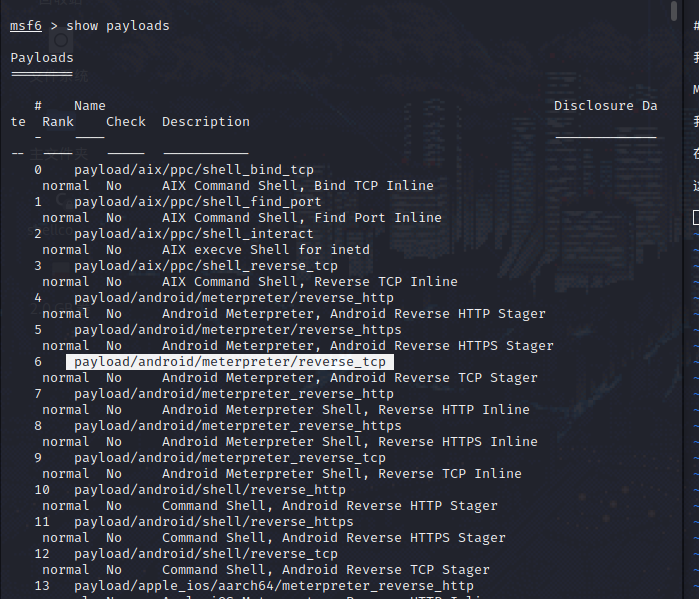 msf6 > show payloads
Payloads
# Name Disclosure Da
te Rank Check Description
- ---- -------------
-- ---- ----- -----------
0 payload/aix/ppc/shell_bind_tcp
normal No AIX Command Shell, Bind TCP Inline
1 payload/aix/ppc/shell_find_port
normal No AIX Command Shell, Find Port Inline
2 payload/aix/ppc/shell_interact
normal No AIX execve Shell for inetd
3 payload/aix/ppc/shell_reverse_tcp
normal No AIX Command Shell, Reverse TCP Inline
4 payload/android/meterpreter/reverse_http
normal No Android Meterpreter, Android Reverse HTTP Stager
5 payload/android/meterpreter/reverse_https
normal No Android Meterpreter, Android Reverse HTTPS Stager
6 payload/android/meterpreter/reverse_tcp
normal No Android Meterpreter, Android Reverse TCP Stager
7 payload/android/meterpreter_reverse_http
normal No Android Meterpreter Shell, Reverse HTTP Inline
8 payload/android/meterpreter_reverse_https
normal No Android Meterpreter Shell, Reverse HTTPS Inline
9 payload/android/meterpreter_reverse_tcp
normal No Android Meterpreter Shell, Reverse TCP Inline
10 payload/android/shell/reverse_http
normal No Command Shell, Android Reverse HTTP Stager
11 payload/android/shell/reverse_https
normal No Command Shell, Android Reverse HTTPS Stager
12 payload/android/shell/reverse_tcp
normal No Command Shell, Android Reverse TCP Stager
13 payload/apple_ios/aarch64/meterpreter_reverse_http